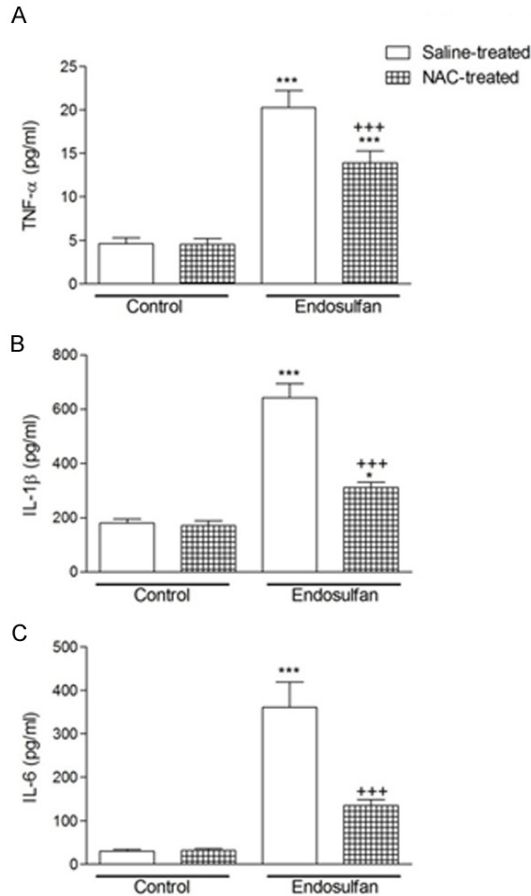 A
Saline-treated
NAC-treated
TNF-α (pg/ml)
25
20
15
10
5
0
***
+++
***
Control
Endosulfan
B
IL-1β (pg/ml)
800
600
400
200
0
***
+++
*
Control
Endosulfan
C
IL-6 (pg/ml)
500
400
300
200
100
0
***
+++
Control
Endosulfan